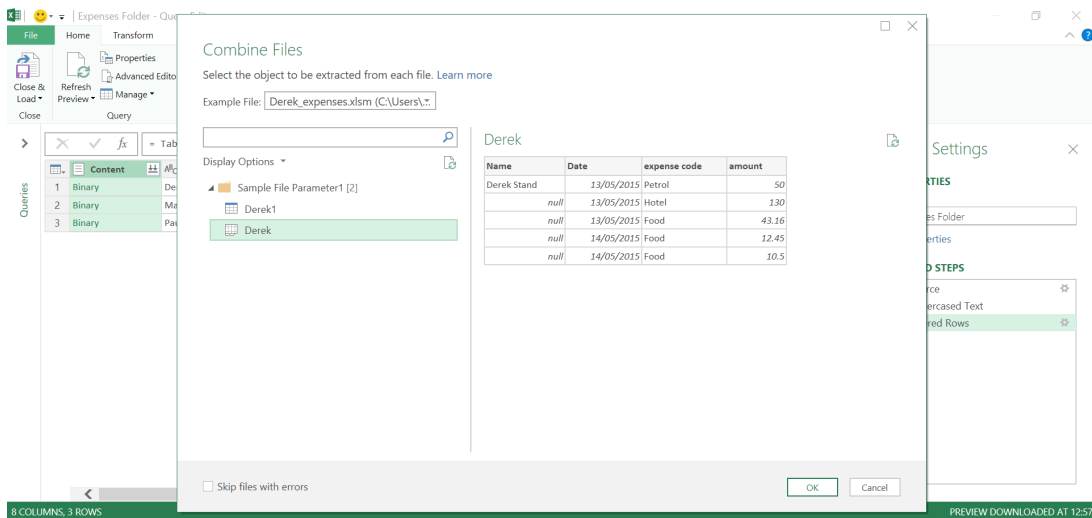 Expenses Folder - Query Editor
File Home Transform
Properties
Advanced Edito
Manage
Close &
Load
Refresh
Preview
Close Query
fx = Tab
Queries
Content
1 Binary De
2 Binary Ma
3 Binary Pau
8 COLUMNS, 3 ROWS
Combine Files
Select the object to be extracted from each file. Learn more
Example File: Derek_expenses.xlsm (C:\Users\...
Display Options
Sample File Parameter1 [2]
Derek1
Derek
Derek
Name Date expense code amount
Derek Stand 13/05/2015 Petrol 50
null 13/05/2015 Hotel 130
null 13/05/2015 Food 43.16
null 14/05/2015 Food 12.45
null 14/05/2015 Food 10.5
Skip files with errors
OK Cancel
Settings
RTIES
es Folder
erties
D STEPS
rce
ercased Text
red Rows
PREVIEW DOWNLOADED AT 12:5